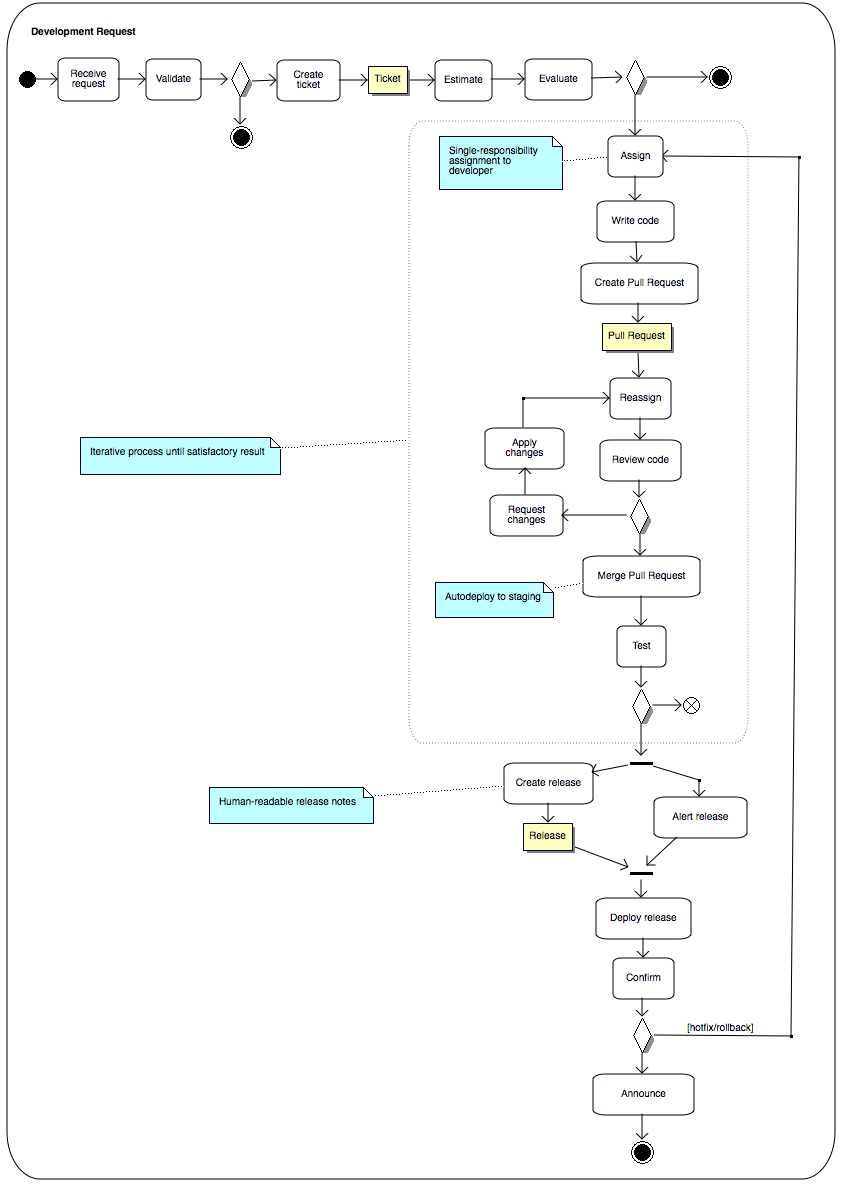 Development Request
Receive
request
Validate
Create
ticket
Ticket
Estimate
Evaluate
Single-responsibility
assignment to
developer
Assign
Write code
Create Pull Request
Pull Request
Reassign
Apply
changes
Review code
Iterative process until satisfactory result
Request
changes
Merge Pull Request
Autodeploy to staging
Test
Create release
Human-readable release notes
Alert release
Release
Deploy release
Confirm
[hotfix/rollback]
Announce